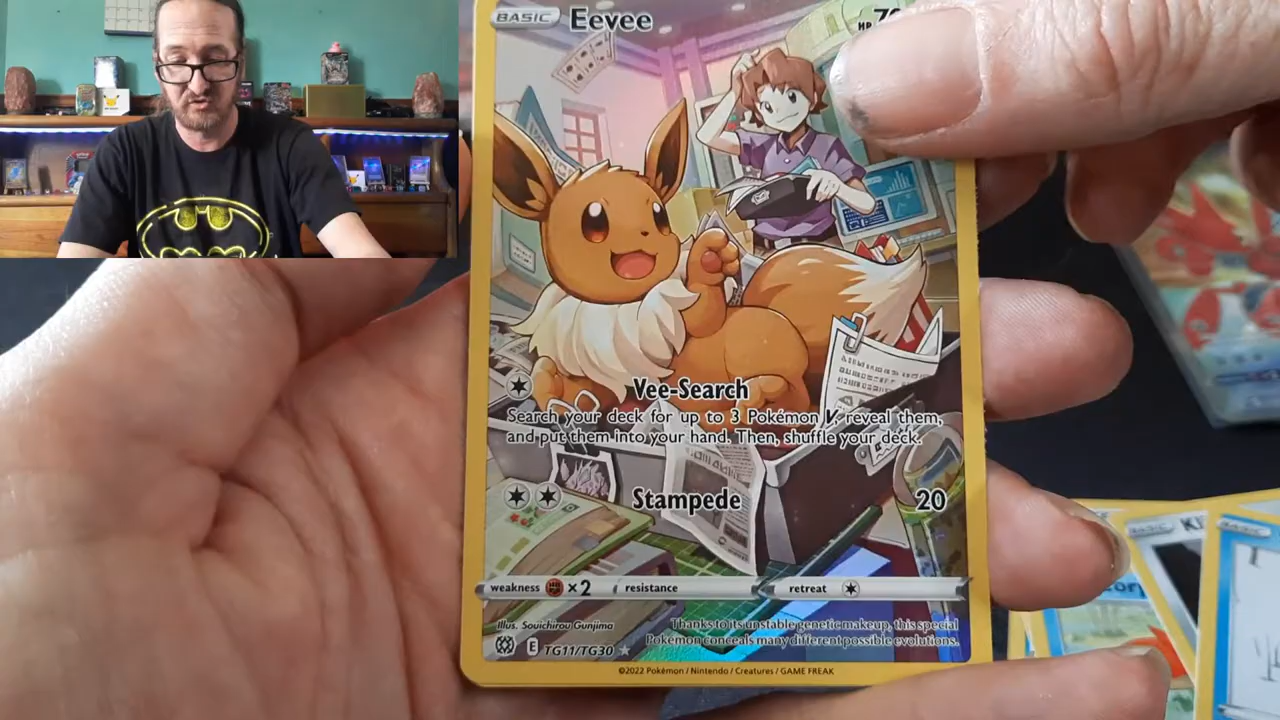 BASIC Eevee HP 70
Vee-Search
Search your deck for up to 3 Pokémon V, reveal them,
and put them into your hand. Then, shuffle your deck.
Stampede 20
weakness ×2 resistance retreat
Illus. Souichirou Gunjima
Thanks to its unstable genetic makeup, this special
Pokémon conceals many different possible evolutions.
E TG11/TG30
©2022 Pokémon / Nintendo / Creatures / GAME FREAK
BASIC
BASIC